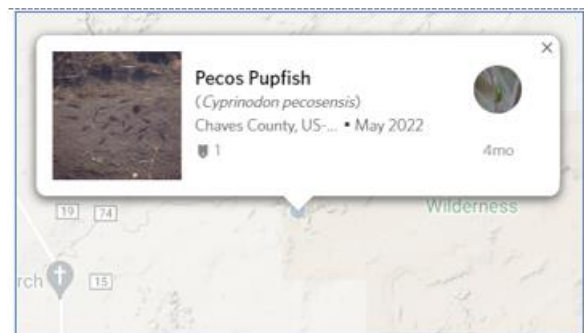 Pecos Pupfish
(Cyprinodon pecosensis)
Chaves County, US-... • May 2022
1
4mo
19
74
Wilderness
rch
15